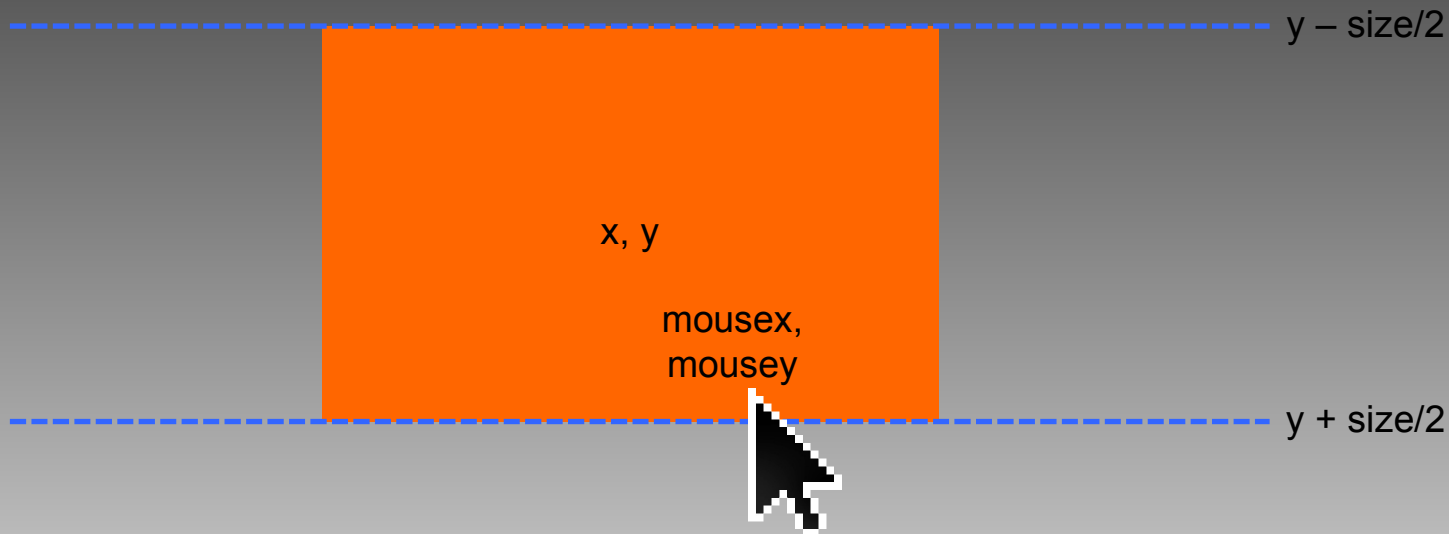 y – size/2
x, y
mousex,
mousey
y + size/2